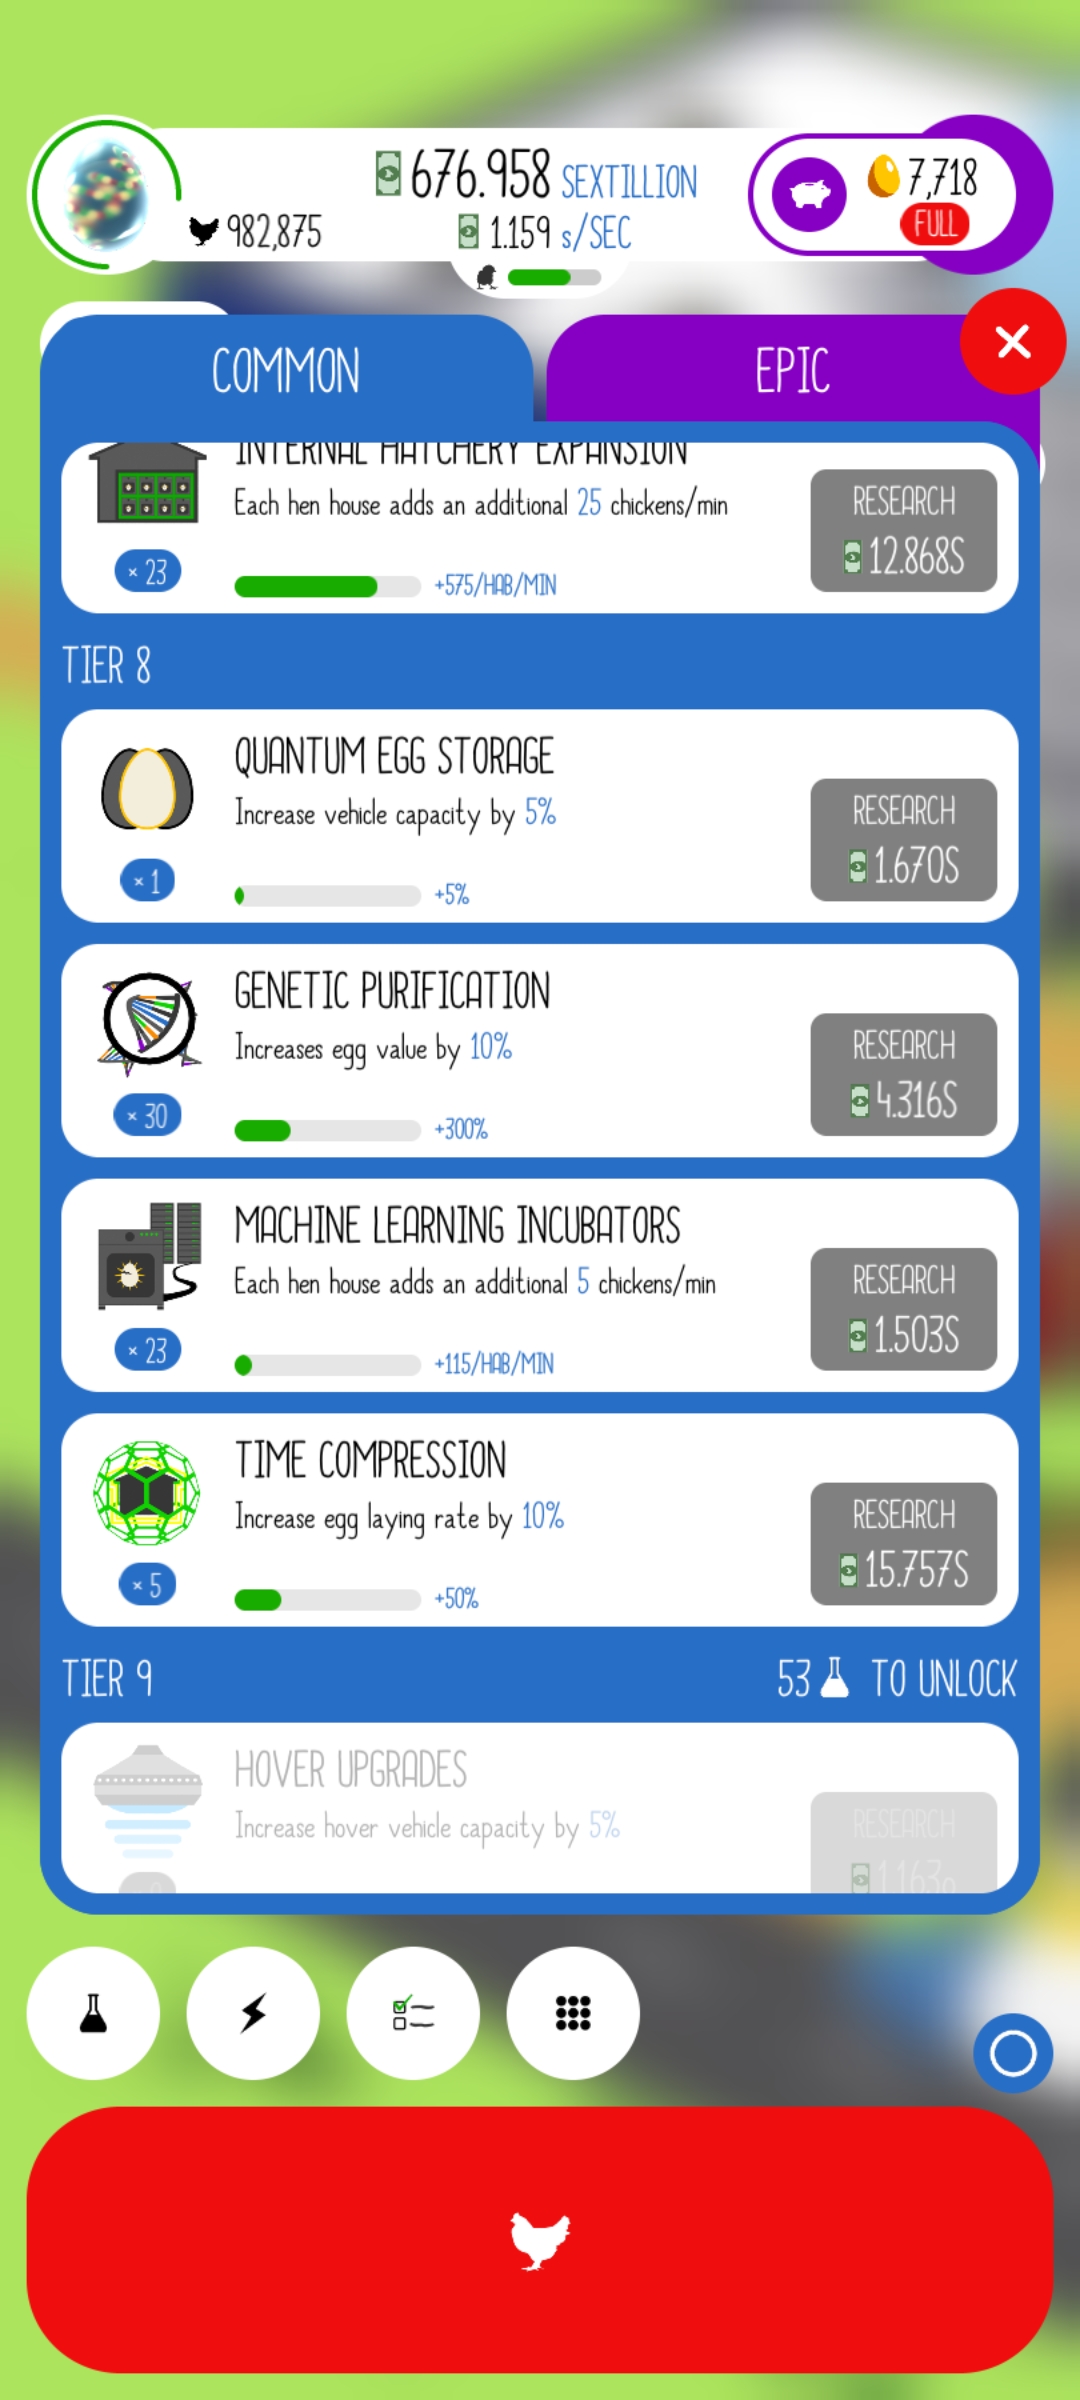 676.958 SEXTILLION
982,875
1.159 s/SEC
7,718
FULL
COMMON
EPIC
INTERNAL HATCHERY EXPANSION
Each hen house adds an additional 25 chickens/min
× 23
+575/HAB/MIN
RESEARCH
12.868S
TIER 8
QUANTUM EGG STORAGE
Increase vehicle capacity by 5%
× 1
+5%
RESEARCH
1.670S
GENETIC PURIFICATION
Increases egg value by 10%
× 30
+300%
RESEARCH
4.316S
MACHINE LEARNING INCUBATORS
Each hen house adds an additional 5 chickens/min
× 23
+115/HAB/MIN
RESEARCH
1.503S
TIME COMPRESSION
Increase egg laying rate by 10%
× 5
+50%
RESEARCH
15.757S
TIER 9
53 TO UNLOCK
HOVER UPGRADES
Increase hover vehicle capacity by 5%
RESEARCH